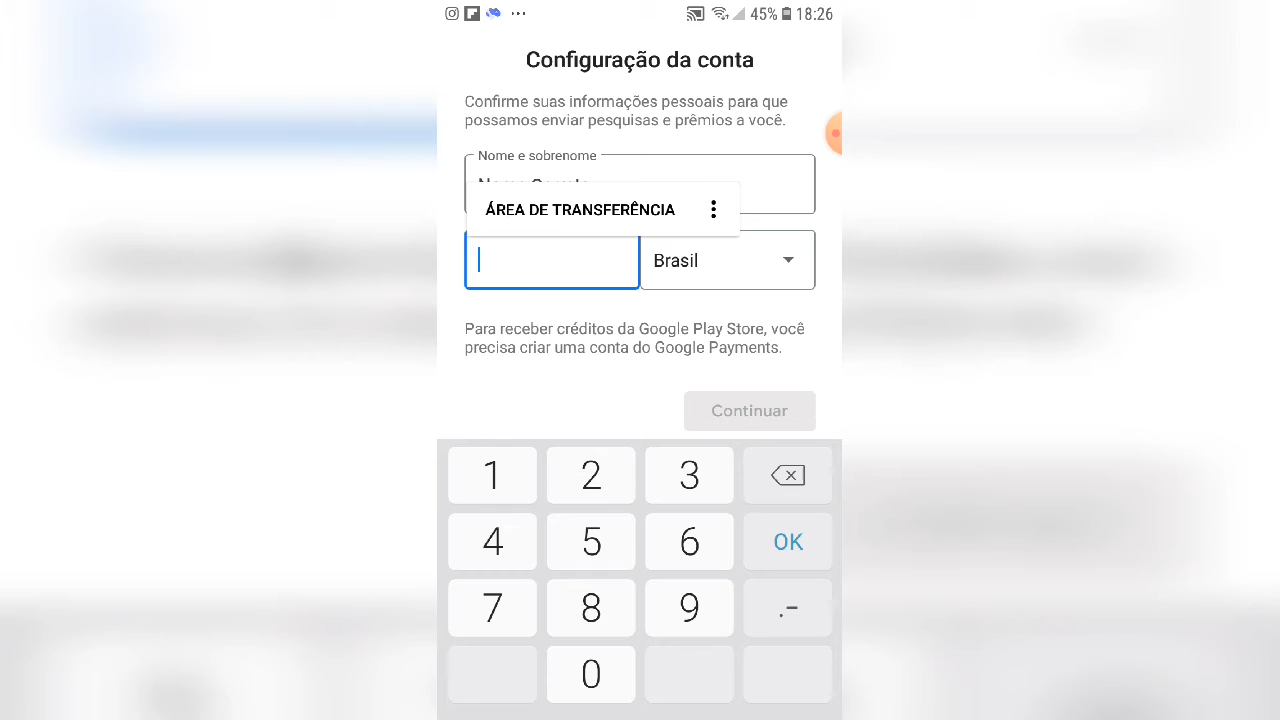 45% 18:26
Configuração da conta
Confirme suas informações pessoais para que
possamos enviar pesquisas e prêmios a você.
Nome e sobrenome
ÁREA DE TRANSFERÊNCIA
Brasil
Para receber créditos da Google Play Store, você
precisa criar uma conta do Google Payments.
Continuar
1 2 3
4 5 6 OK
7 8 9 .-
0